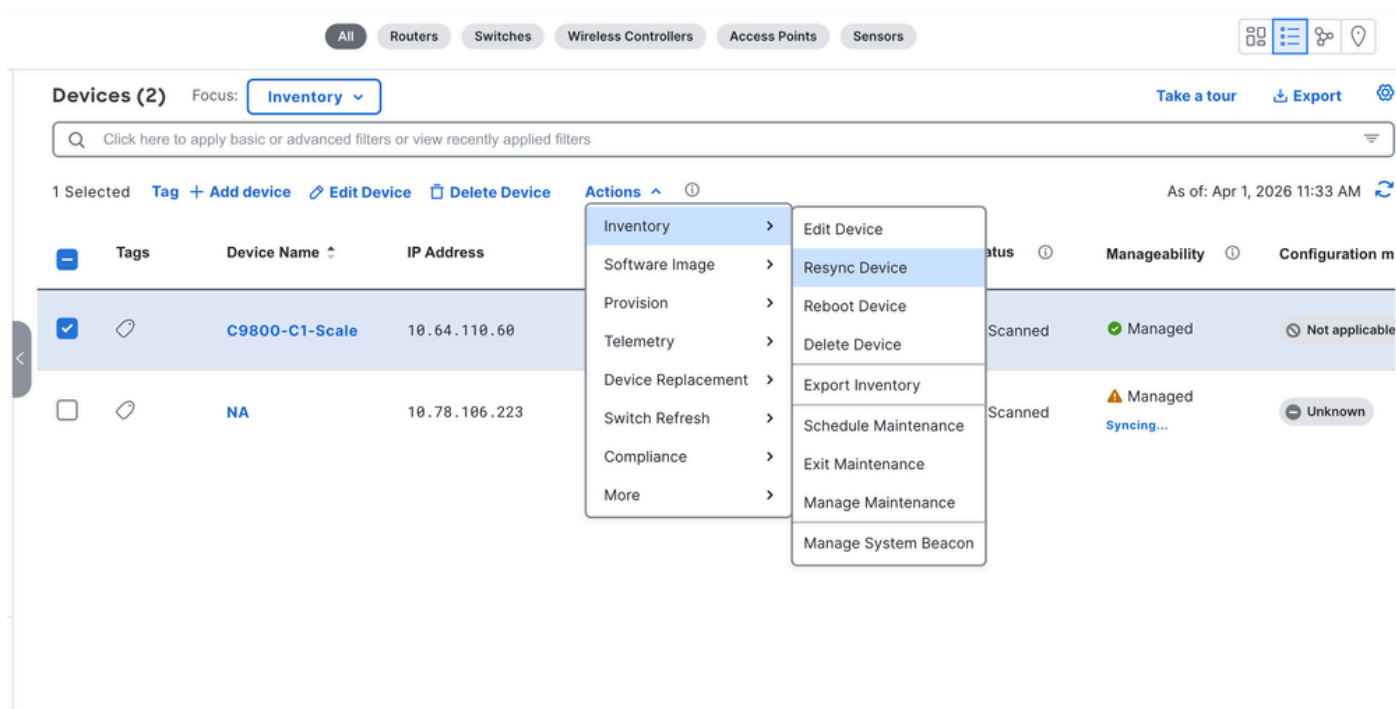 All Routers Switches Wireless Controllers Access Points Sensors
Devices (2) Focus: Inventory Take a tour Export
Click here to apply basic or advanced filters or view recently applied filters
1 Selected Tag Add device Edit Device Delete Device Actions As of: Apr 1, 2026 11:33 AM
Tags Device Name IP Address atus Manageability Configuration m
C9800-C1-Scale 10.64.110.60 Scanned Managed Not applicable
NA 10.78.106.223 Scanned Managed Unknown
Syncing...
Inventory
Software Image
Provision
Telemetry
Device Replacement
Switch Refresh
Compliance
More
Edit Device
Resync Device
Reboot Device
Delete Device
Export Inventory
Schedule Maintenance
Exit Maintenance
Manage Maintenance
Manage System Beacon